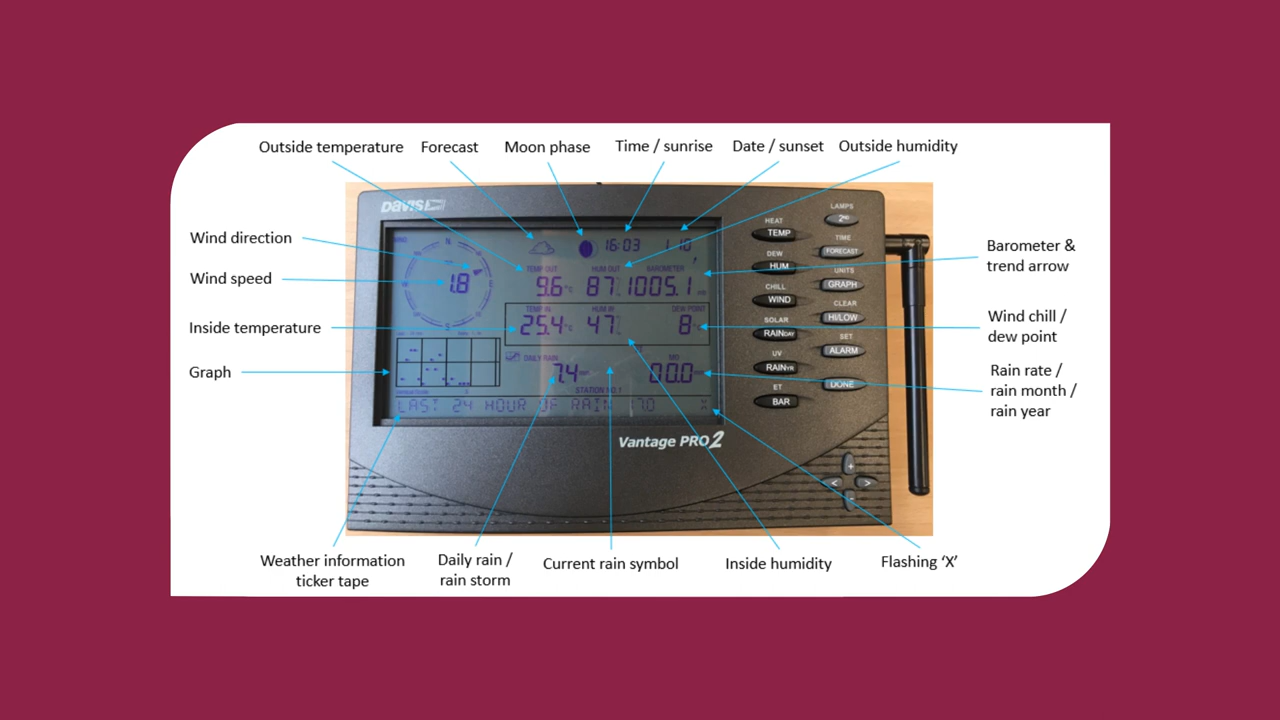 Outside temperature
Forecast
Moon phase
Time / sunrise
Date / sunset
Outside humidity
Wind direction
Wind speed
Inside temperature
Graph
Barometer &
trend arrow
Wind chill /
dew point
Rain rate /
rain month /
rain year
DAVIS
16:03
1.10
TEMP OUT
HUM OUT
BAROMETER
N
1.8
9.6°C
87
1005.1
TEMP IN
HUM IN
DEW POINT
25.4°C
47
8
DAILY RAIN
MO
7.4
00.0
STATION NO.1
LAST 24 HOUR OF RAIN
X
Vantage PRO2
HEAT
TEMP
DEW
HUM
CHILL
WIND
SOLAR
RAINDAY
UV
RAINYR
ET
BAR
LAMPS
2ND
TIME
FORECAST
UNITS
GRAPH
CLEAR
HI/LOW
SET
ALARM
DONE
+
< >
-
Weather information
ticker tape
Daily rain /
rain storm
Current rain symbol
Inside humidity
Flashing ‘X’